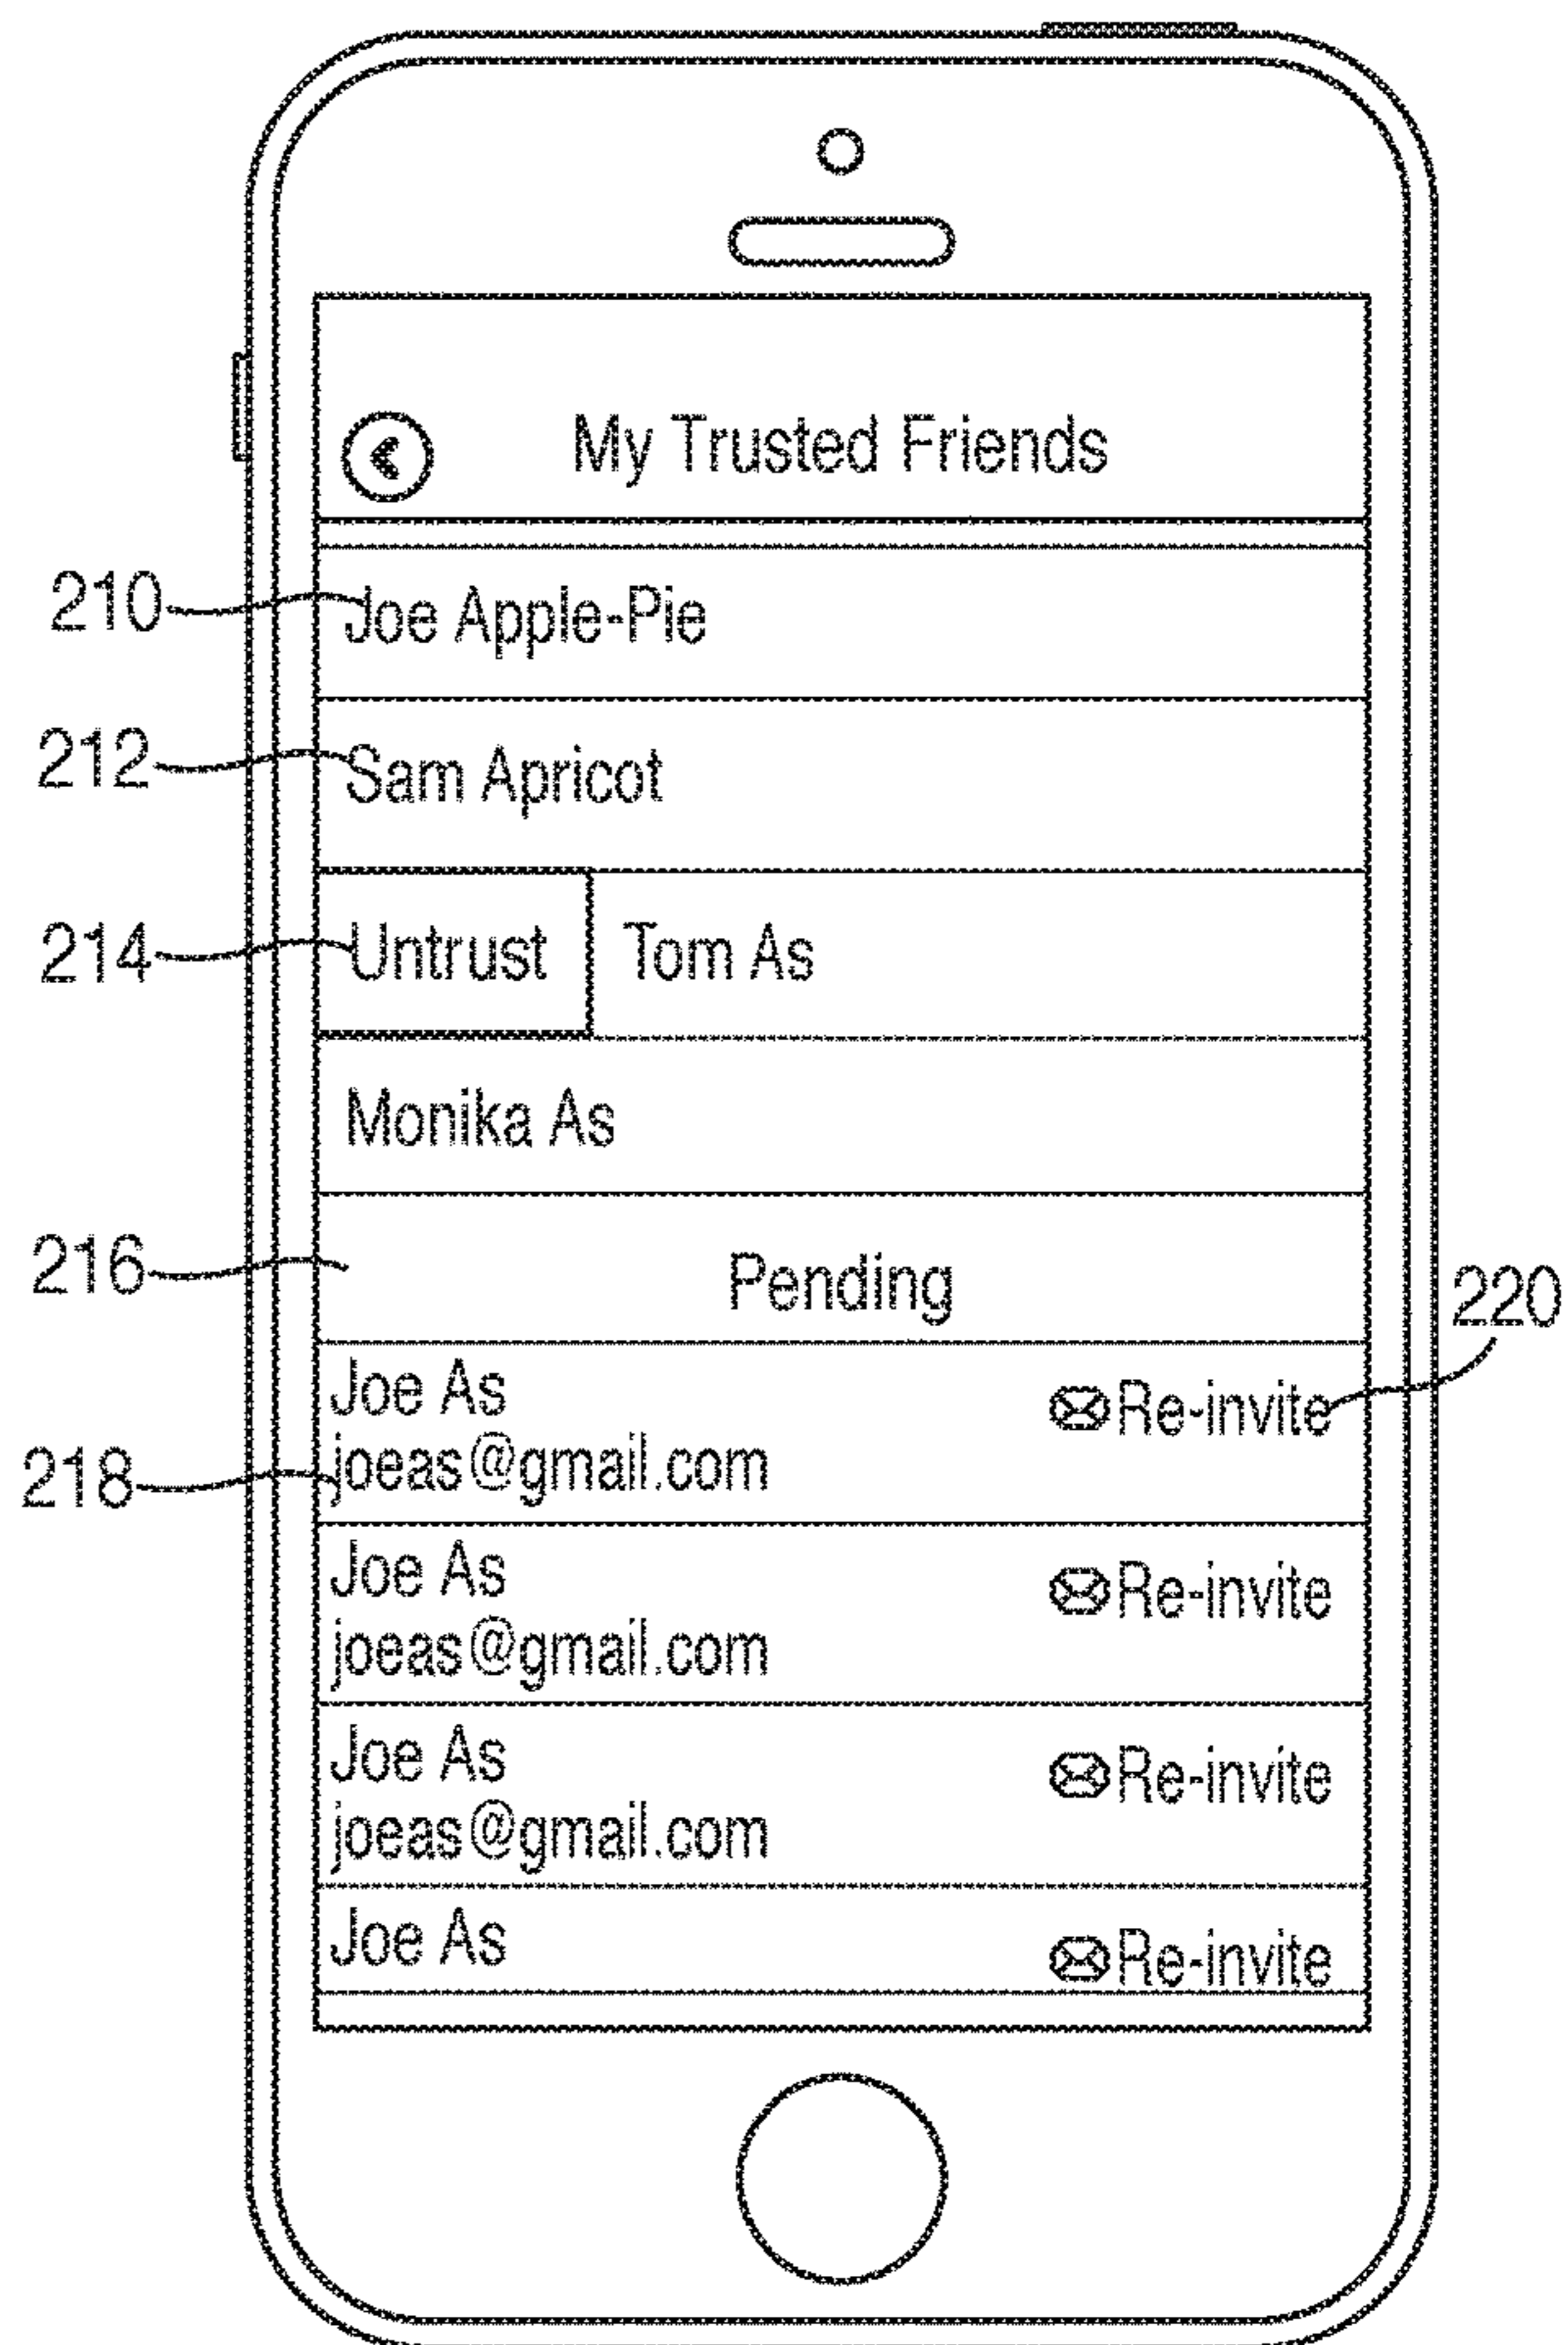 My Trusted Friends
210
Joe Apple-Pie
212
Sam Apricot
214
Untrust Tom As
Monika As
216
Pending
220
Joe As Re-invite
218
joeas@gmail.com
Joe As Re-invite
joeas@gmail.com
Joe As Re-invite
joeas@gmail.com
Joe As Re-invite